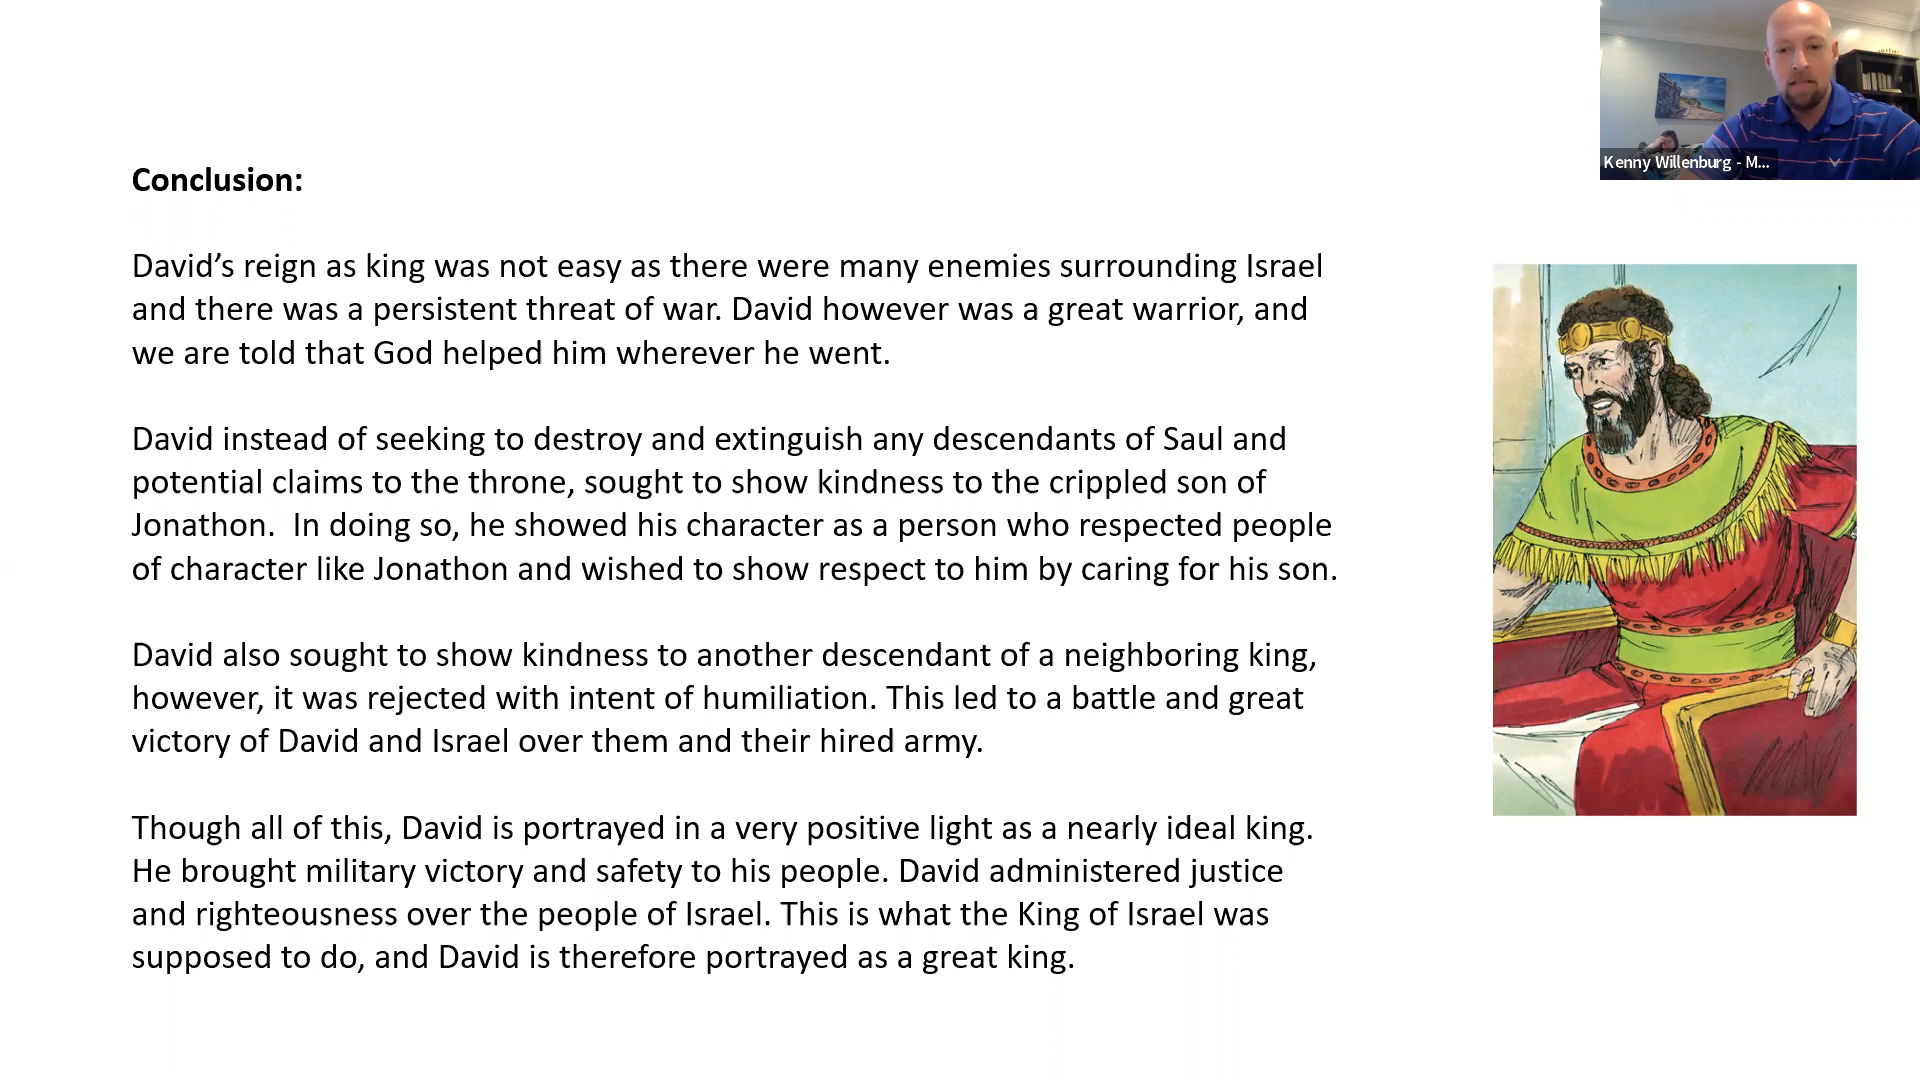 Kenny Willenburg - M...
Conclusion:
David’s reign as king was not easy as there were many enemies surrounding Israel
and there was a persistent threat of war. David however was a great warrior, and
we are told that God helped him wherever he went.
David instead of seeking to destroy and extinguish any descendants of Saul and
potential claims to the throne, sought to show kindness to the crippled son of
Jonathon.  In doing so, he showed his character as a person who respected people
of character like Jonathon and wished to show respect to him by caring for his son.
David also sought to show kindness to another descendant of a neighboring king,
however, it was rejected with intent of humiliation. This led to a battle and great
victory of David and Israel over them and their hired army.
Though all of this, David is portrayed in a very positive light as a nearly ideal king.
He brought military victory and safety to his people. David administered justice
and righteousness over the people of Israel. This is what the King of Israel was
supposed to do, and David is therefore portrayed as a great king.